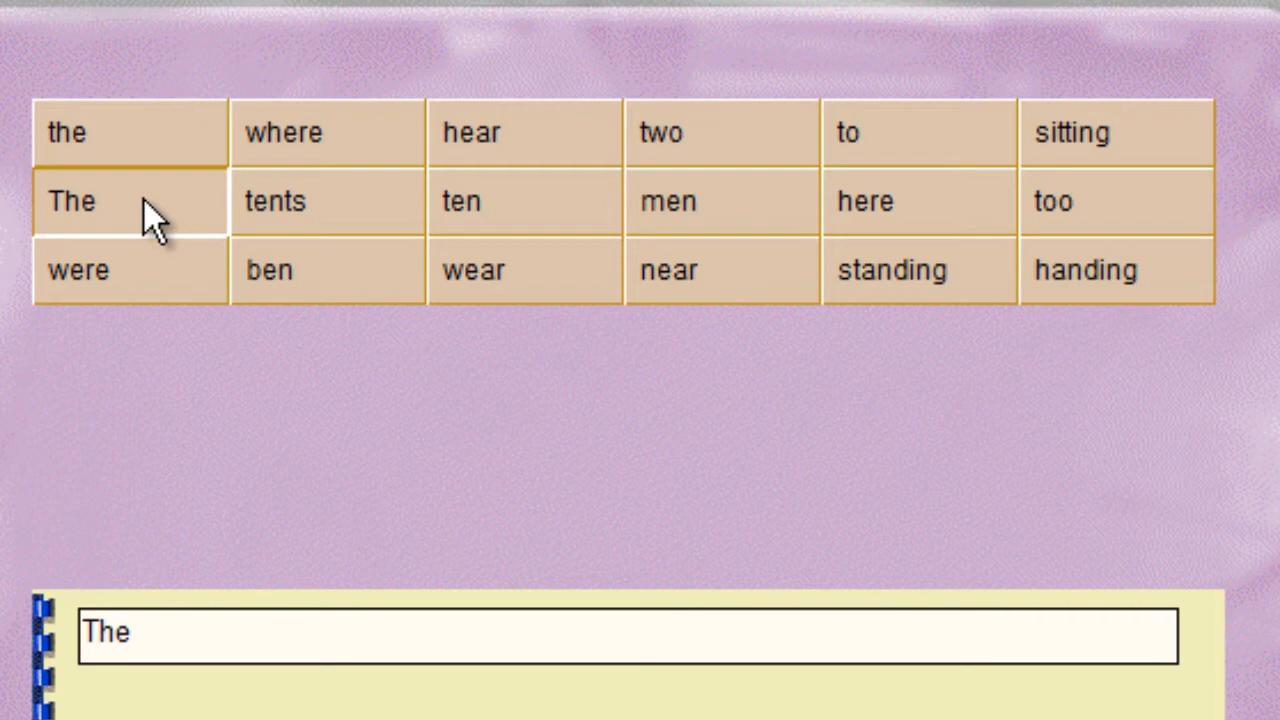 the where hear two to sitting
The tents ten men here too
were ben wear near standing handing
The